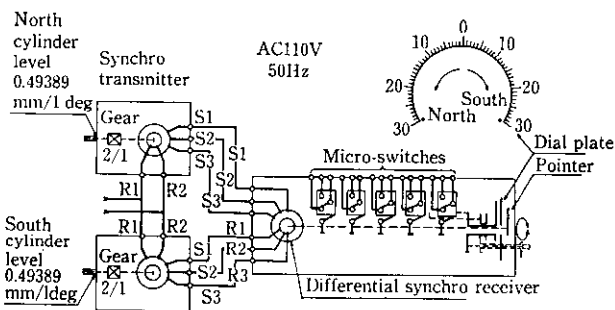 North
cylinder
level
0.49389
mm/1 deg
Synchro
transmitter
AC110V
50Hz
0
10
10
20
20
30
30
North
South
Dial plate
Pointer
Micro-switches
Gear
2/1
S1
S2
S3
S1
S2
S3
R1
R2
R1
R2
South
cylinder
level
0.49389
mm/1deg
Gear
2/1
S1
S2
S3
R1
R2
R3
Differential synchro receiver